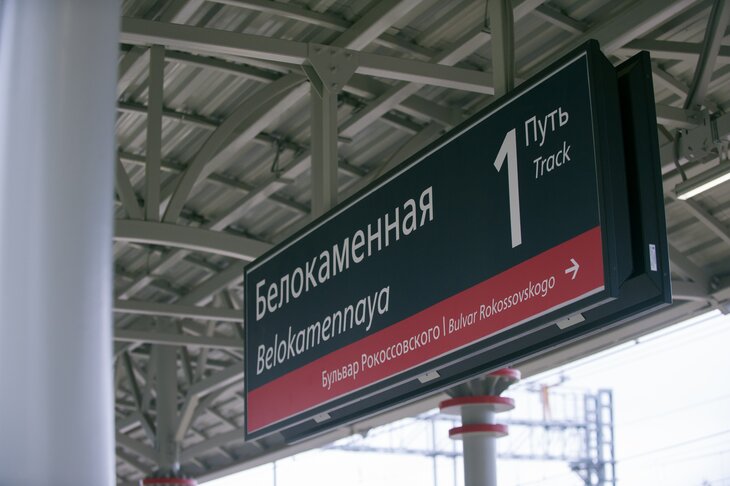 Белокаменная
Belokamennaya
1
Путь
Track
Бульвар Рокоссовского | Bulvar Rokossovskogo →